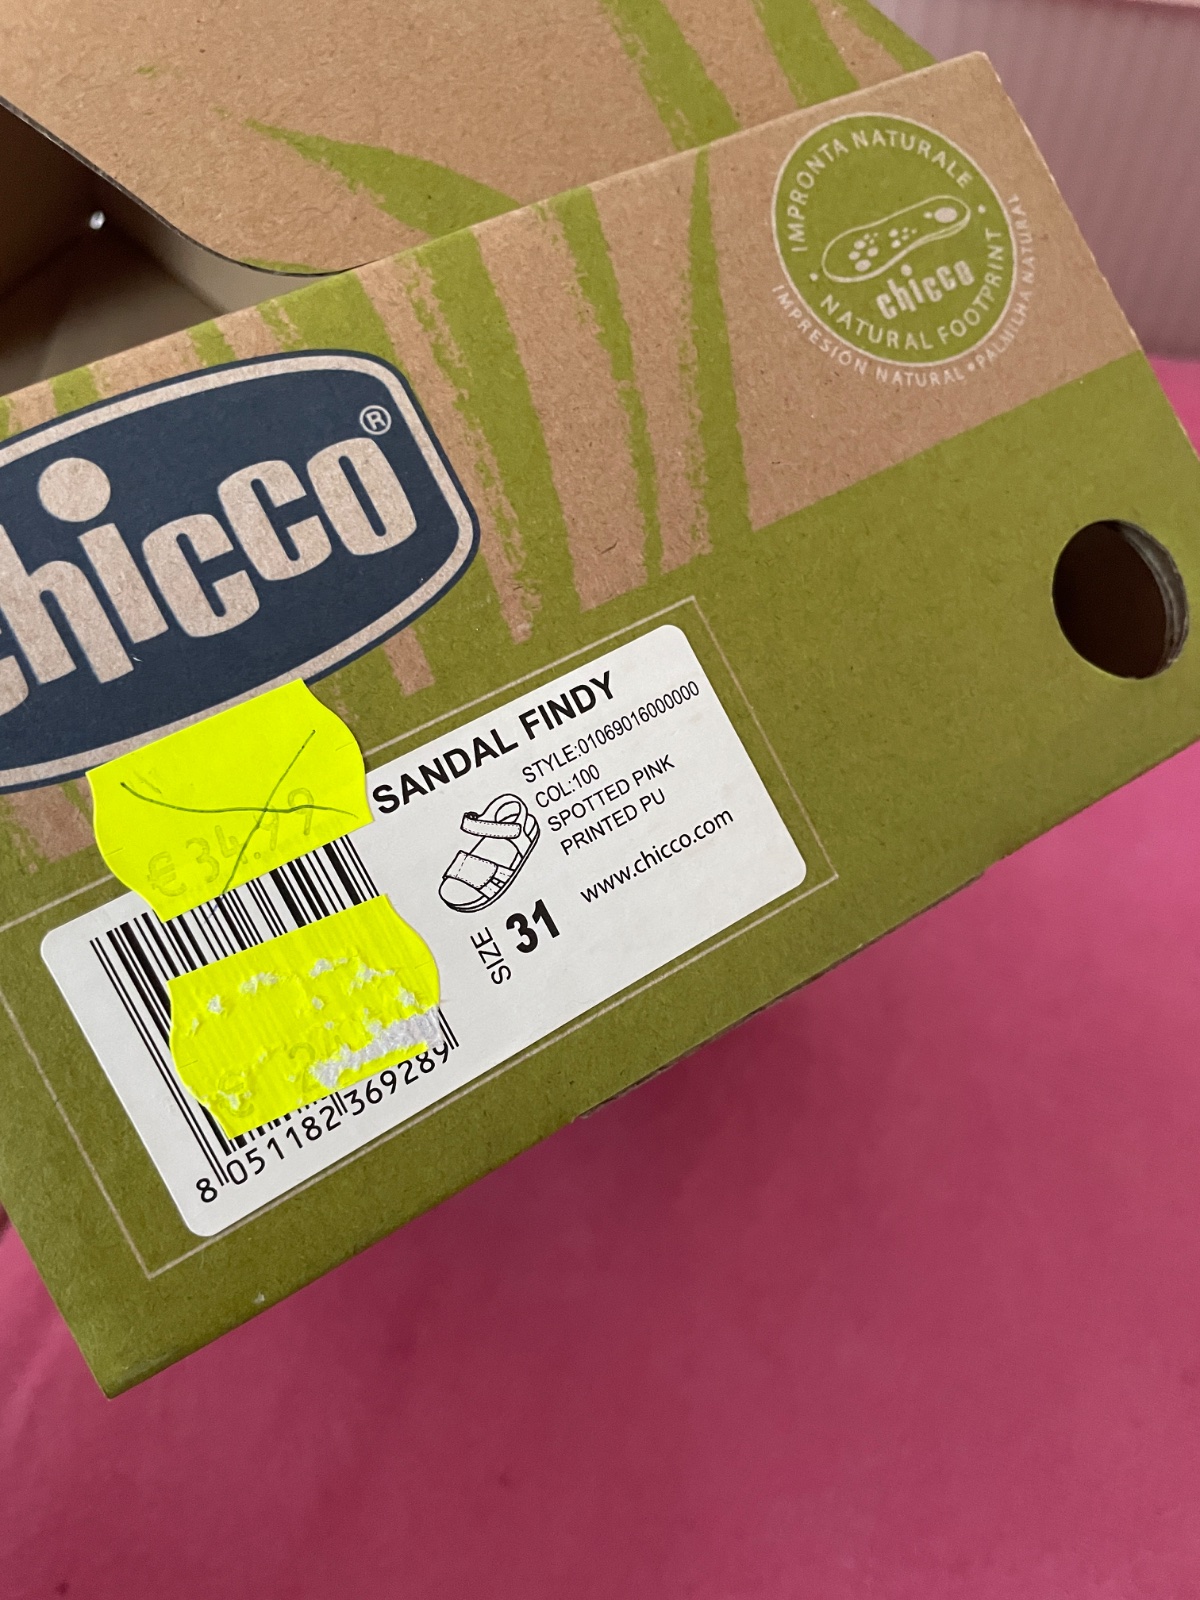 IMPRONTA NATURALE
chicco
• NATURAL FOOTPRINT •
IMPRESIÓN NATURAL • PALMILHA NATURAL
chicco®
SANDAL FINDY
STYLE:01069016000000
COL:100
SPOTTED PINK
PRINTED PU
www.chicco.com
SIZE 31
€ 34.99
€
8 051182 369289